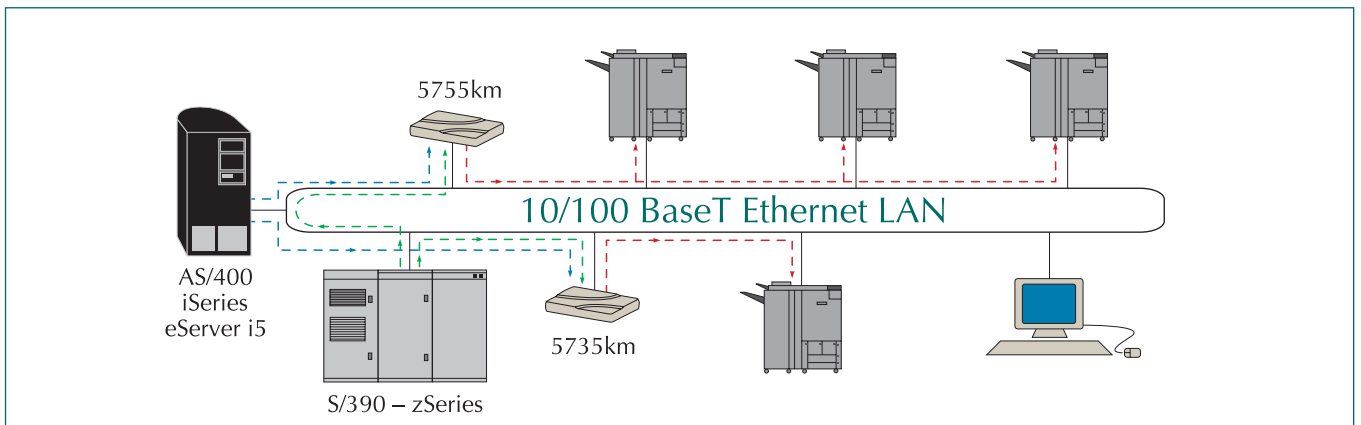 5755km
10/100 BaseT Ethernet LAN
AS/400
iSeries
eServer i5
5735km
S/390 – zSeries